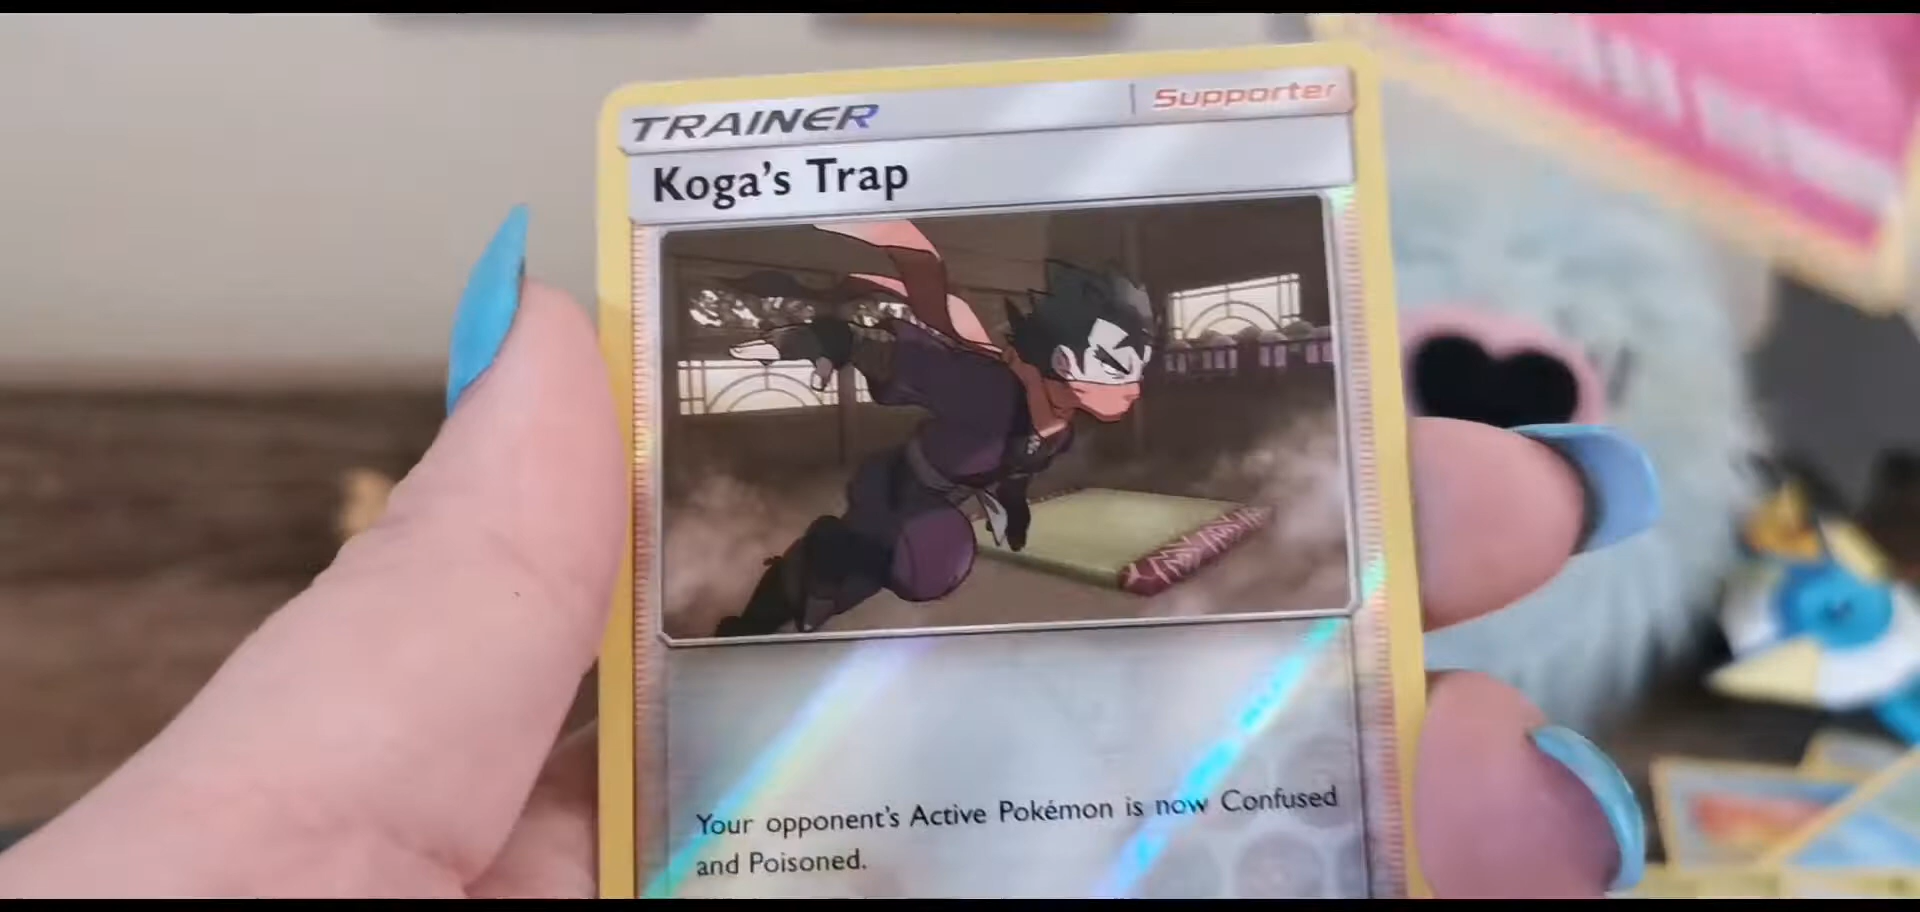 TRAINER
Supporter
Koga's Trap
Your opponent's Active Pokémon is now Confused
and Poisoned.